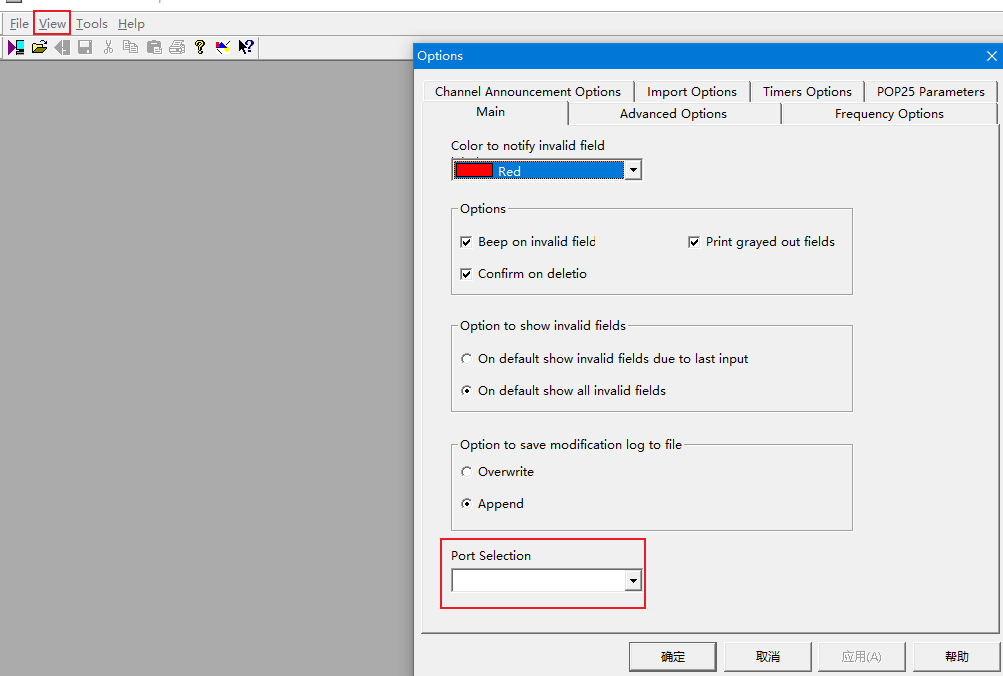 File View Tools Help
Options
Channel Announcement Options Import Options Timers Options POP25 Parameters
Main Advanced Options Frequency Options
Color to notify invalid field
Red
Options
Beep on invalid field Print grayed out fields
Confirm on deletio
Option to show invalid fields
On default show invalid fields due to last input
On default show all invalid fields
Option to save modification log to file
Overwrite
Append
Port Selection
确定 取消 应用(A) 帮助